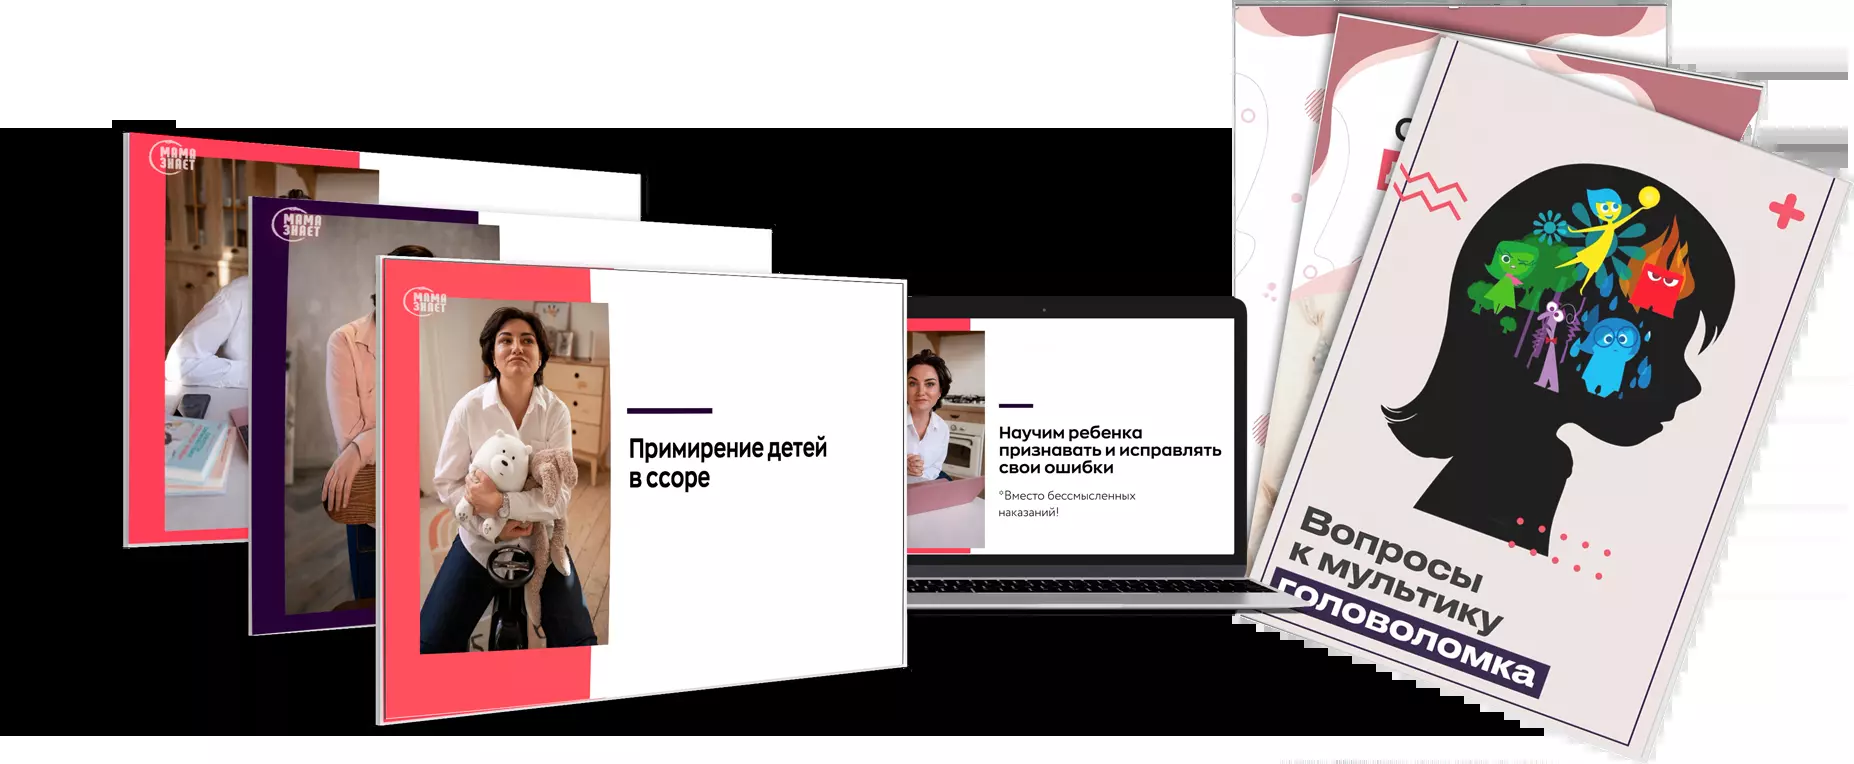 МАМА
ЗНАЕТ
МАМА
ЗНАЕТ
МАМА
ЗНАЕТ
Примирение детей
в ссоре
Научим ребенка
признавать и исправлять
свои ошибки
*Вместо бессмысленных
наказаний!
С
Вопросы
к мультику
головоломка